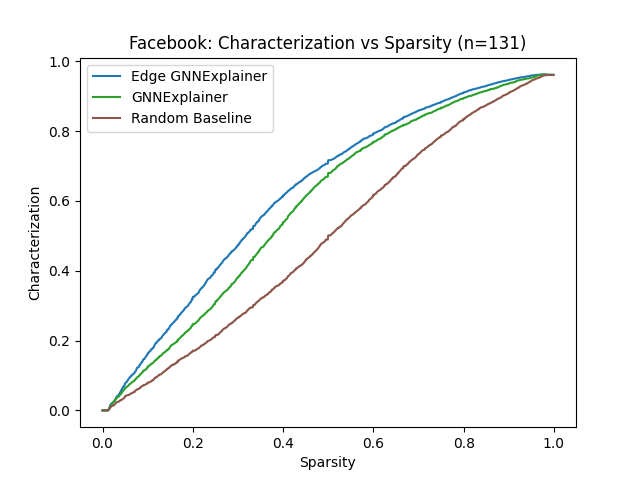 Facebook: Characterization vs Sparsity (n=131)
Edge GNNExplainer
GNNExplainer
Random Baseline
1.0
0.8
0.6
0.4
0.2
0.0
Characterization
0.0 0.2 0.4 0.6 0.8 1.0
Sparsity